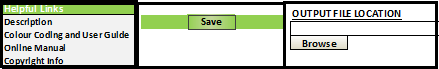 Helpful Links
Description
Colour Coding and User Guide
Online Manual
Copyright Info
Save
OUTPUT FILE LOCATION
Browse